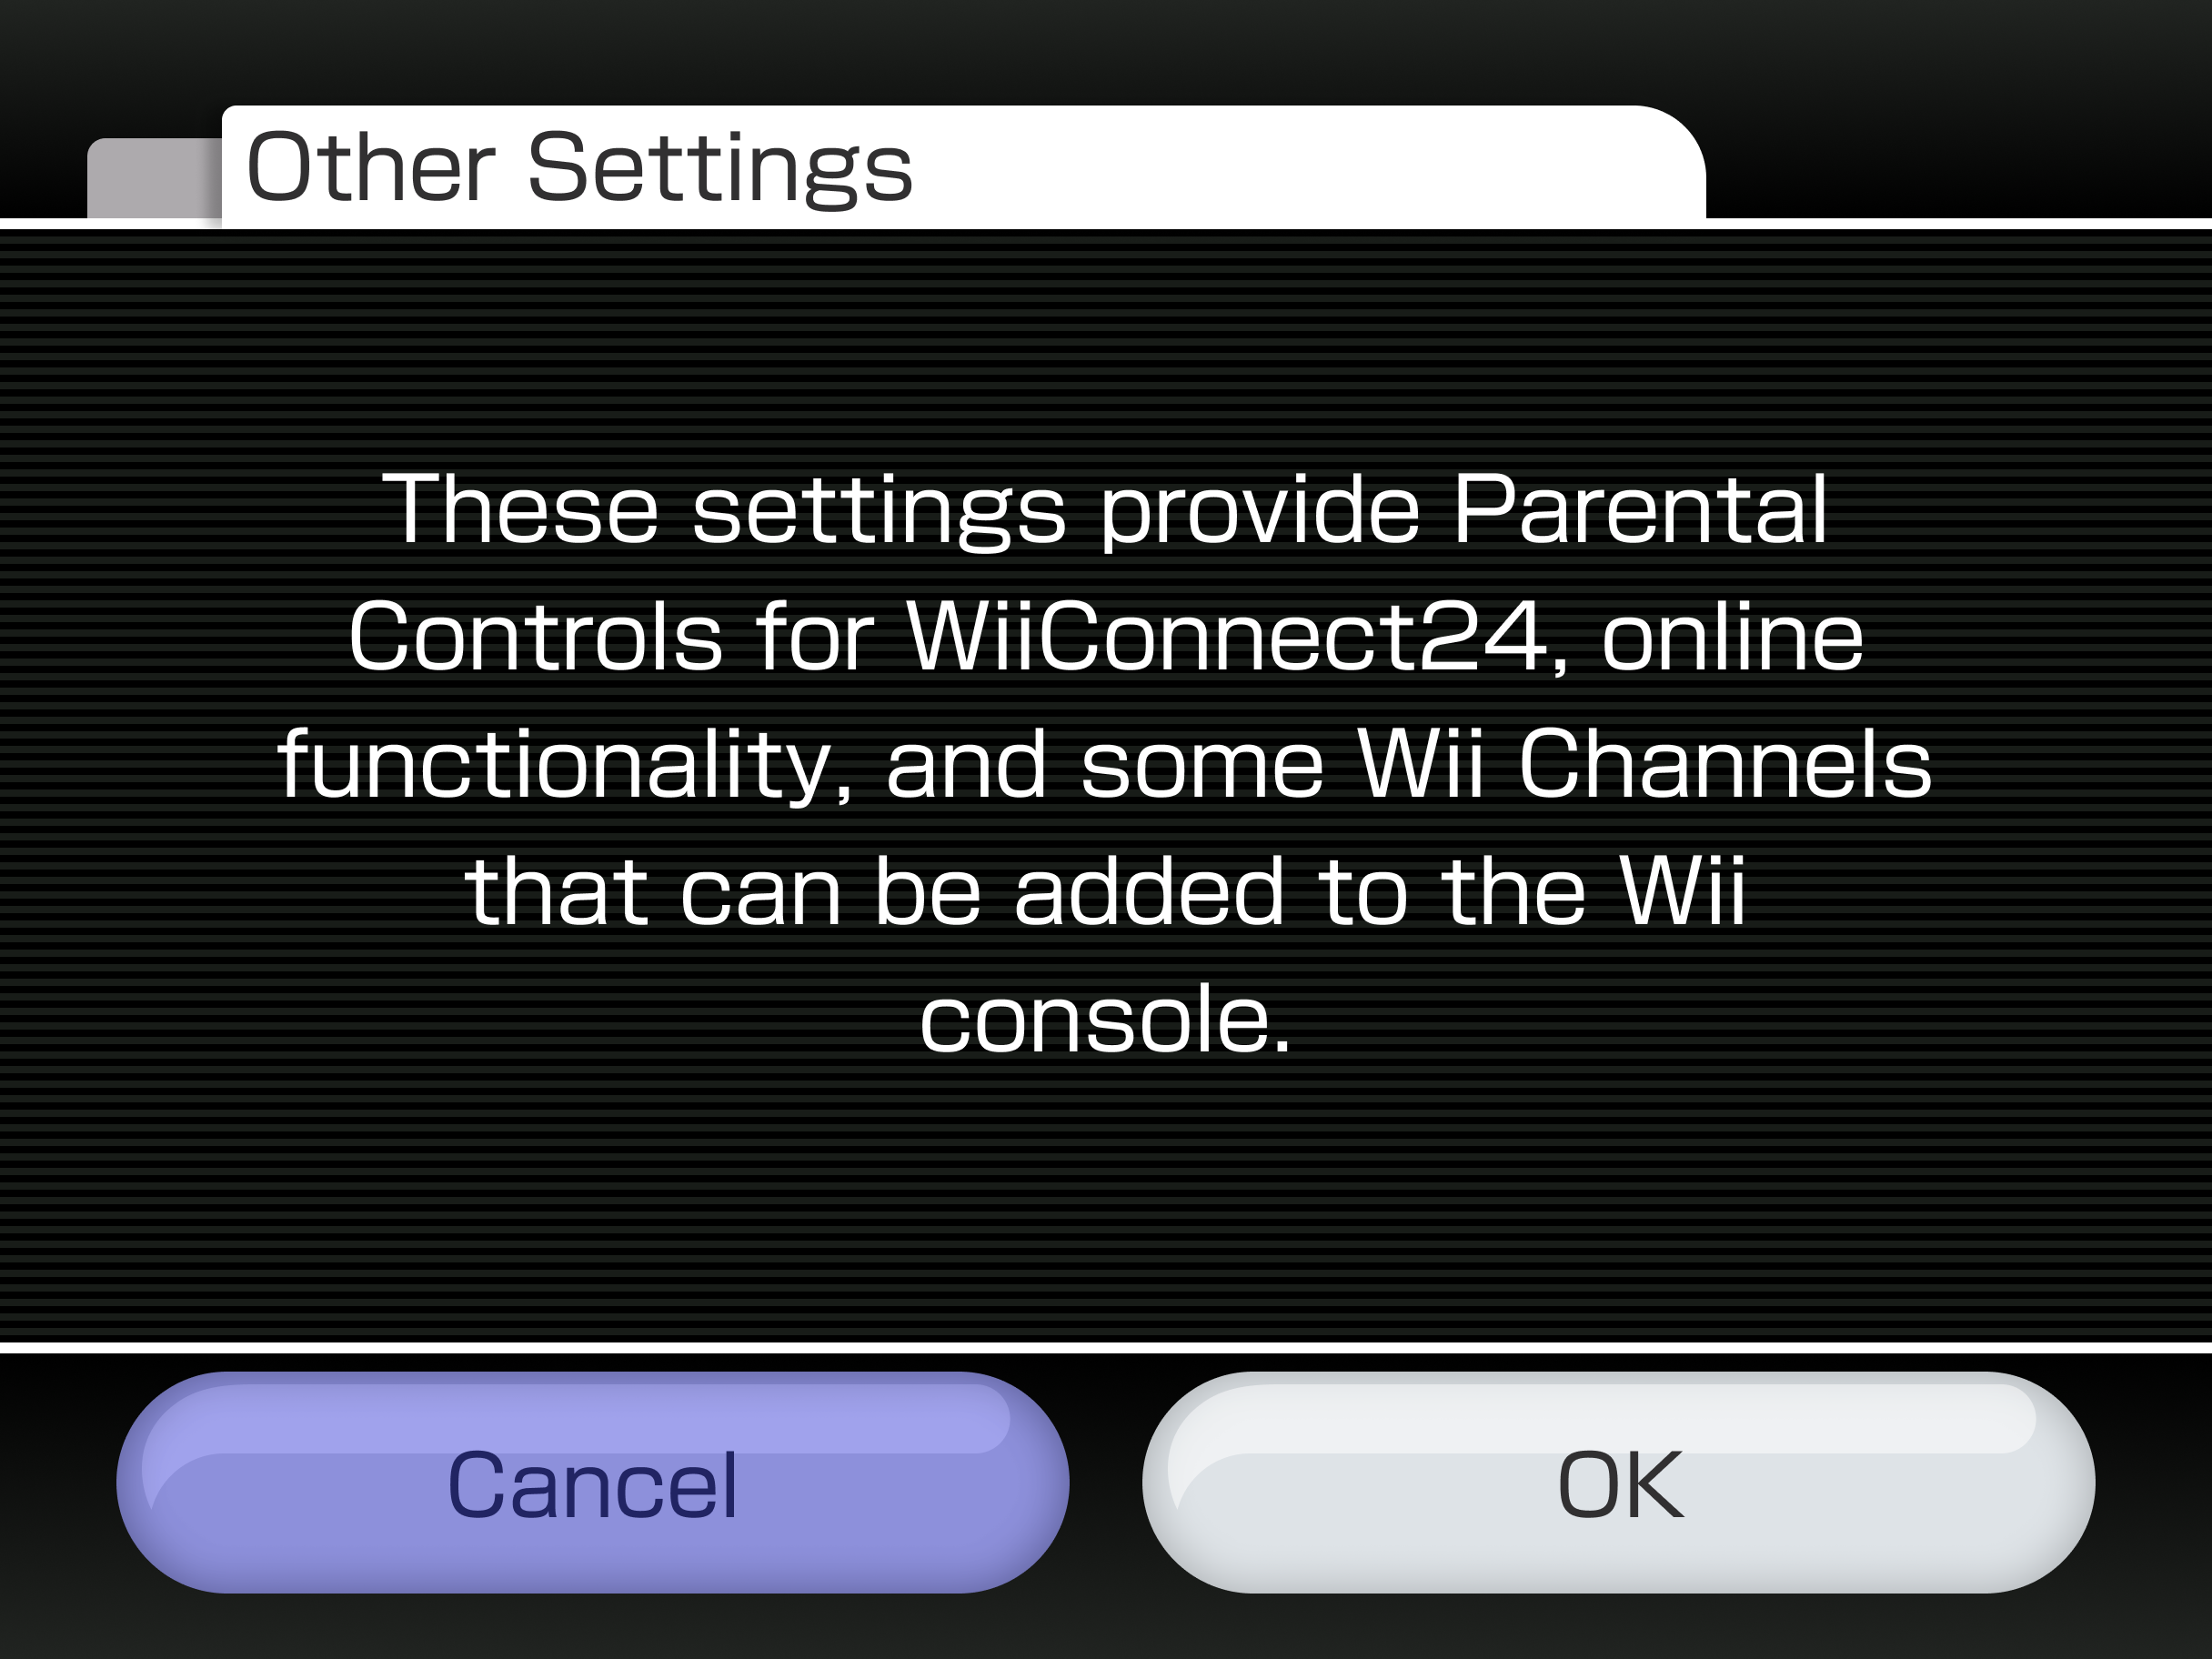 Other Settings
These settings provide Parental
Controls for WiiConnect24, online
functionality, and some Wii Channels
that can be added to the Wii
console.
Cancel
OK